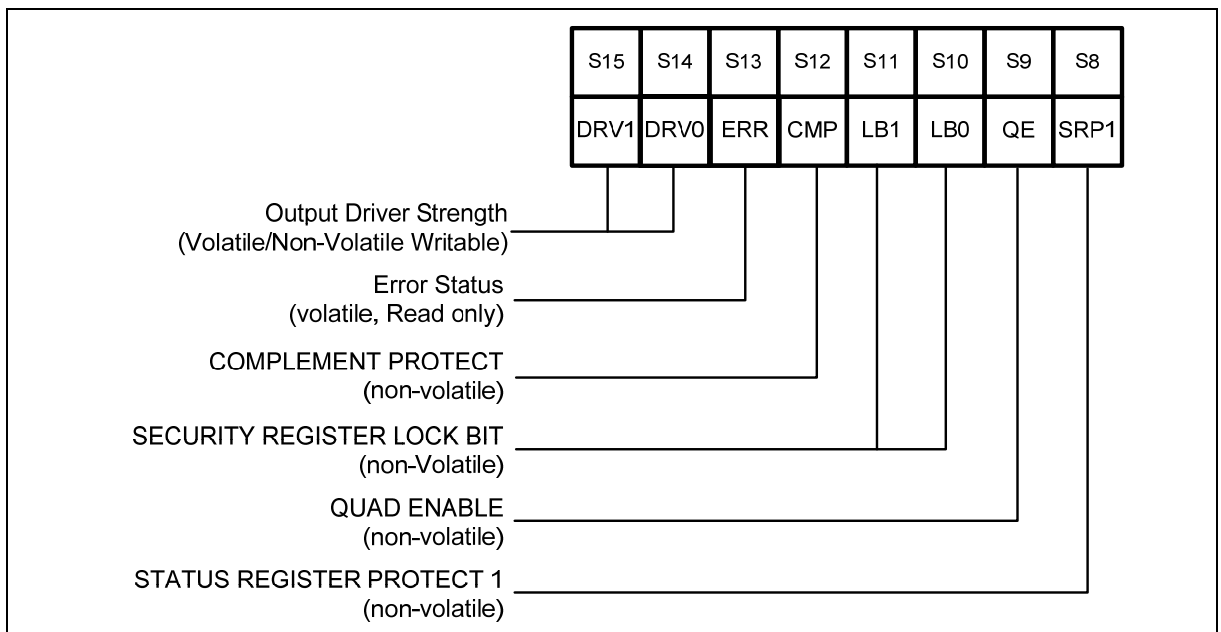 S15 S14 S13 S12 S11 S10 S9 S8
DRV1 DRV0 ERR CMP LB1 LB0 QE SRP1
Output Driver Strength
(Volatile/Non-Volatile Writable)
Error Status
(volatile, Read only)
COMPLEMENT PROTECT
(non-volatile)
SECURITY REGISTER LOCK BIT
(non-Volatile)
QUAD ENABLE
(non-volatile)
STATUS REGISTER PROTECT 1
(non-volatile)